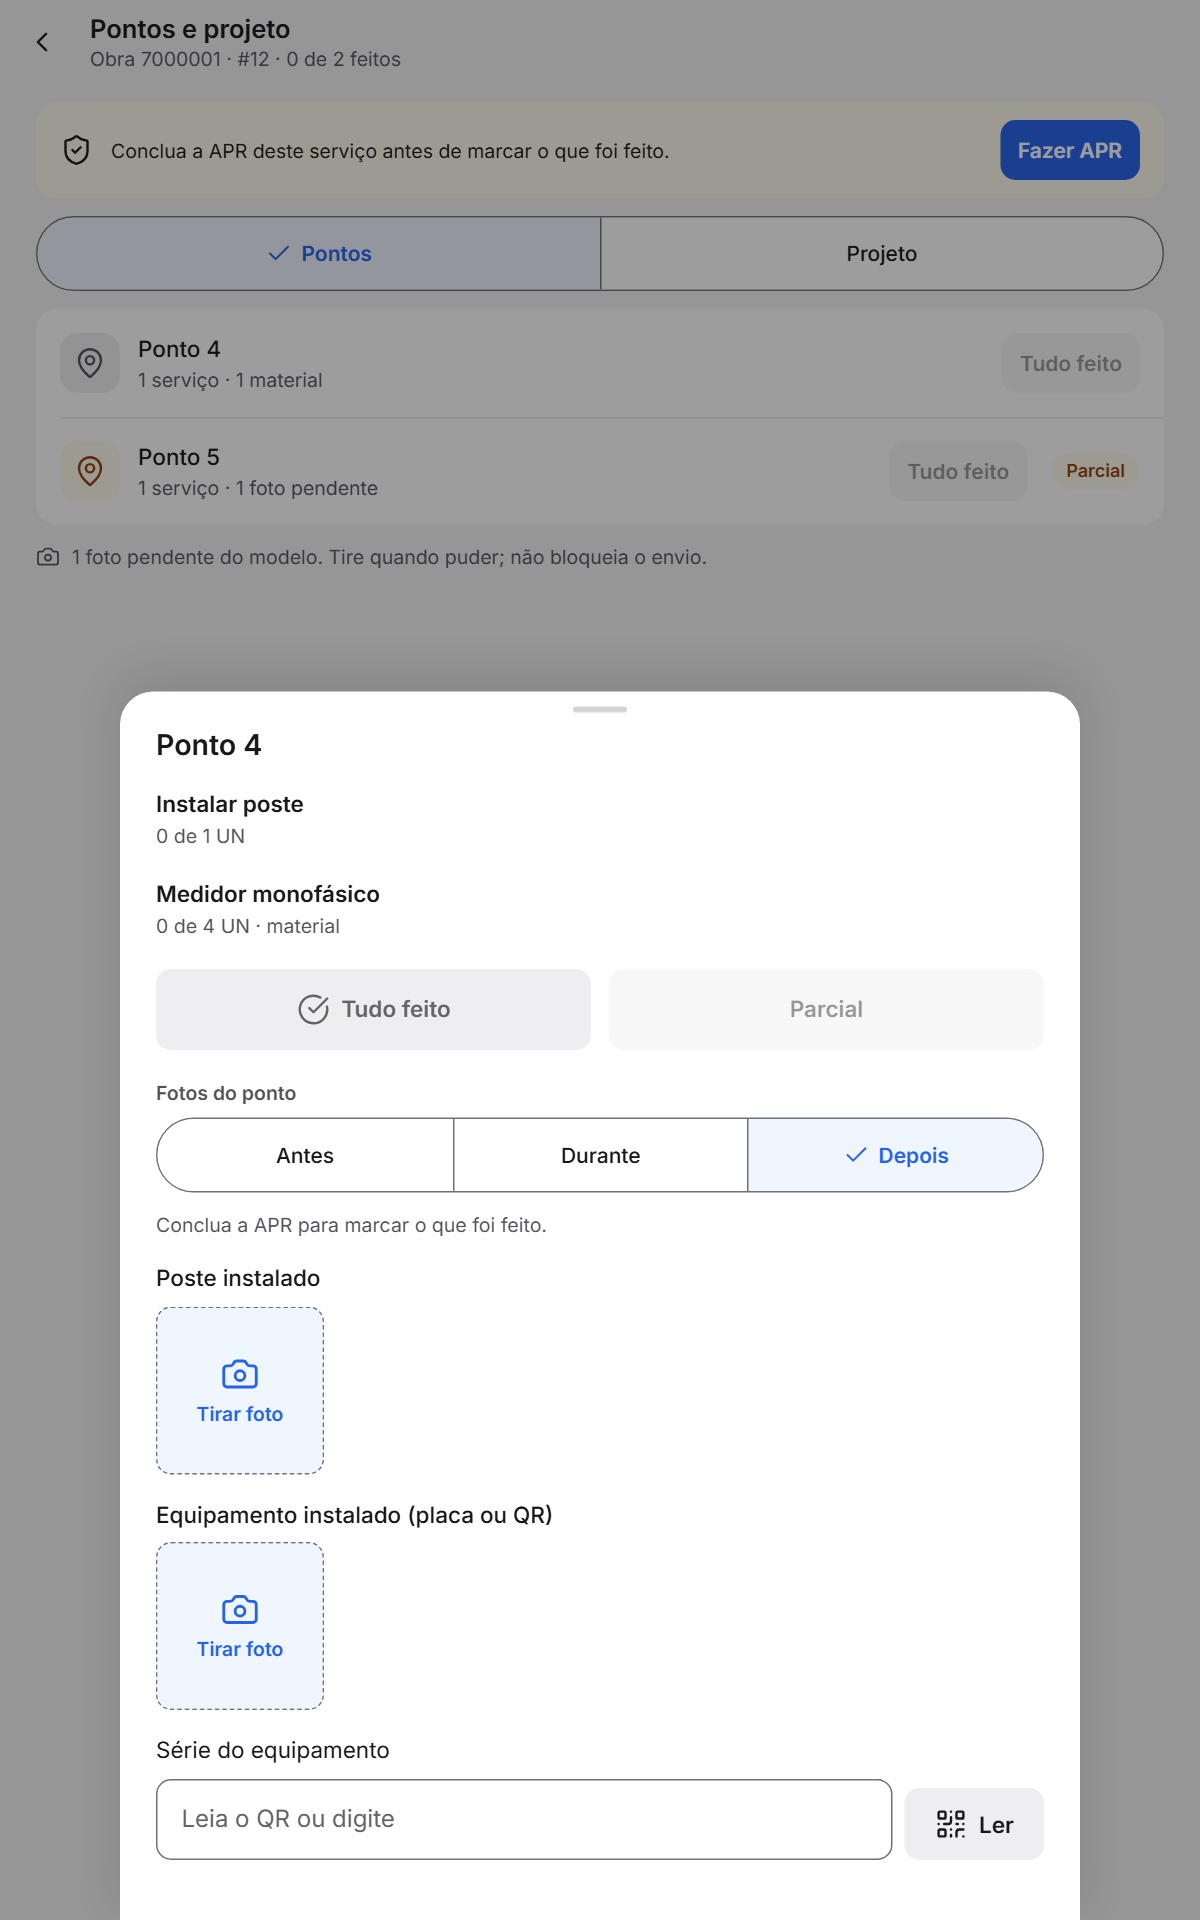 Pontos e projeto
Obra 7000001 · #12 · 0 de 2 feitos
Conclua a APR deste serviço antes de marcar o que foi feito.
Fazer APR
Pontos
Projeto
Ponto 4
1 serviço · 1 material
Tudo feito
Ponto 5
1 serviço · 1 foto pendente
Tudo feito
Parcial
1 foto pendente do modelo. Tire quando puder; não bloqueia o envio.
Ponto 4
Instalar poste
0 de 1 UN
Medidor monofásico
0 de 4 UN · material
Tudo feito
Parcial
Fotos do ponto
Antes
Durante
Depois
Conclua a APR para marcar o que foi feito.
Poste instalado
Tirar foto
Equipamento instalado (placa ou QR)
Tirar foto
Série do equipamento
Leia o QR ou digite
Ler